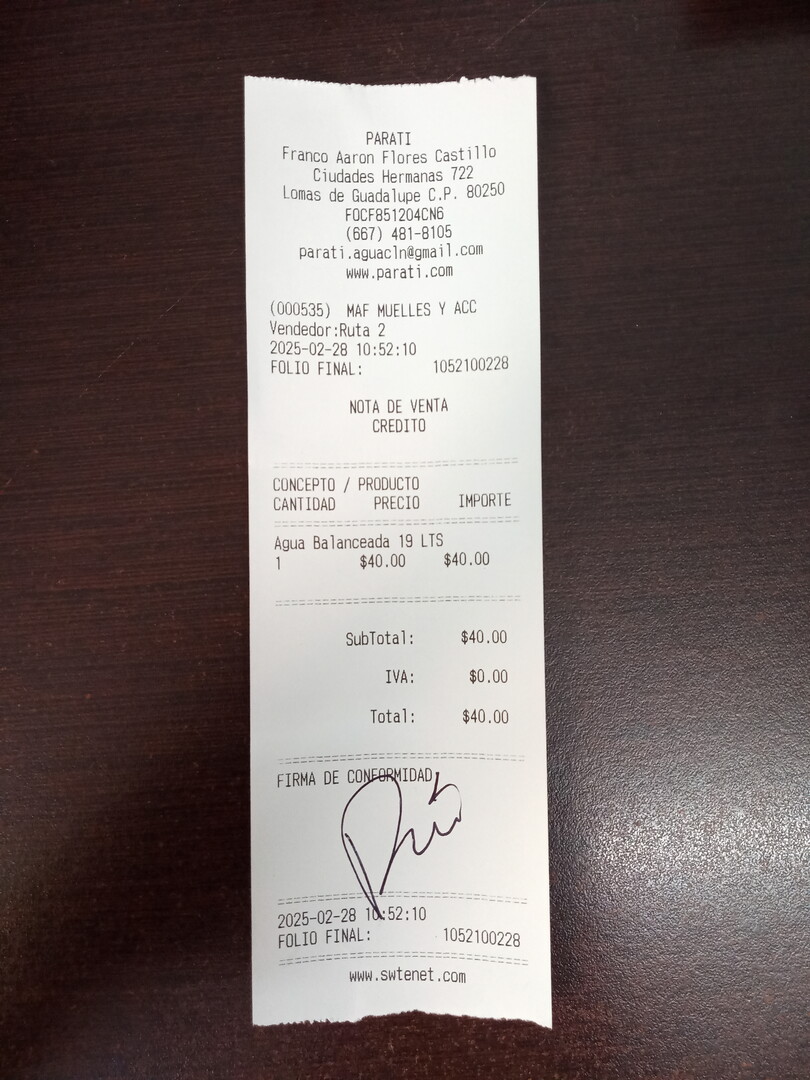 PARATI
Franco Aaron Flores Castillo
Ciudades Hermanas 722
Lomas de Guadalupe C.P. 80250
FOCF851204CN6
(667) 481-8105
parati.aguacln@gmail.com
www.parati.com
(000535) MAF MUELLES Y ACC
Vendedor:Ruta 2
2025-02-28 10:52:10
FOLIO FINAL: 1052100228
NOTA DE VENTA
CREDITO
CONCEPTO / PRODUCTO
CANTIDAD PRECIO IMPORTE
Agua Balanceada 19 LTS
1 $40.00 $40.00
SubTotal: $40.00
IVA: $0.00
Total: $40.00
FIRMA DE CONFORMIDAD
2025-02-28 10:52:10
FOLIO FINAL: 1052100228
www.swtenet.com